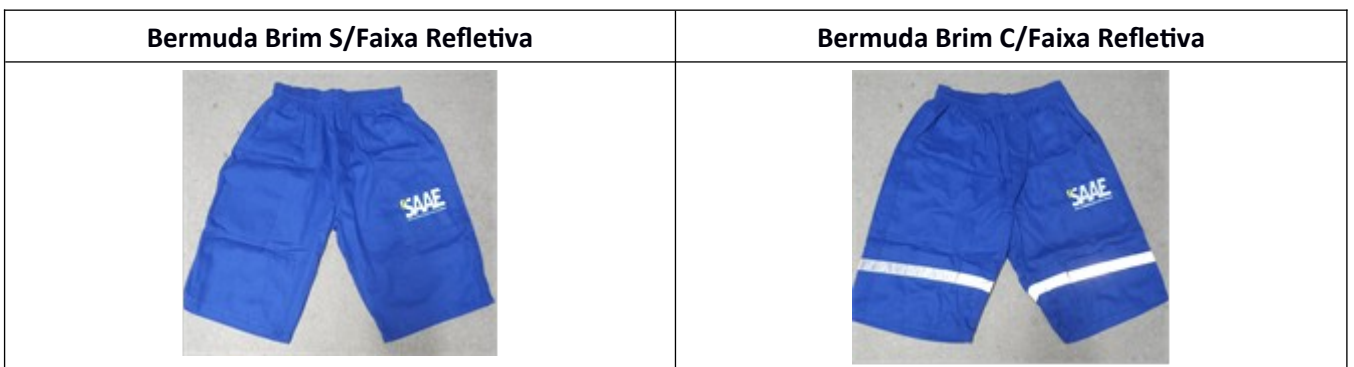 Bermuda Brim S/Faixa Refletiva
Bermuda Brim C/Faixa Refletiva
SAAE
SAAE